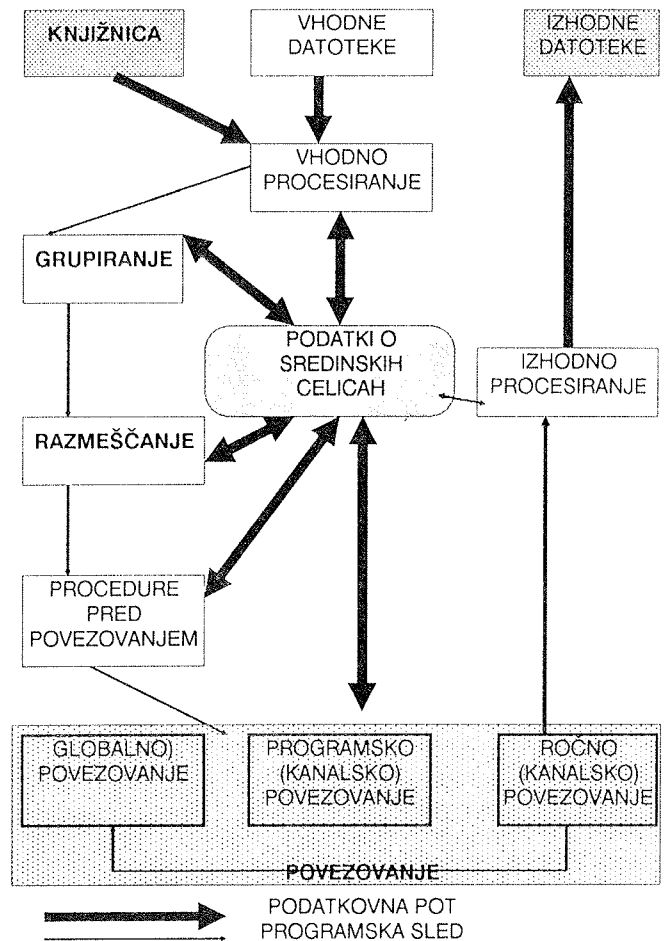 KNJIŽNICA
VHODNE
DATOTEKE
IZHODNE
DATOTEKE
VHODNO
PROCESIRANJE
GRUPIRANJE
PODATKI O
SREDINSKIH
CELICAH
IZHODNO
PROCESIRANJE
RAZMEŠČANJE
PROCEDURE
PRED
POVEZOVANJEM
GLOBALNO)
POVEZOVANJE
PROGRAMSKO
(KANALSKO)
POVEZOVANJE
ROČNO
(KANALSKO)
POVEZOVANJE
POVEZOVANJE
PODATKOVNA POT
PROGRAMSKA SLED